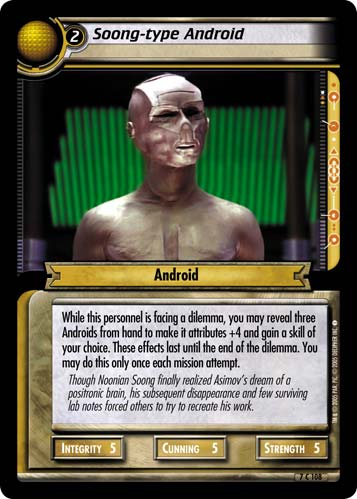 2
Soong-type Android
Android
While this personnel is facing a dilemma, you may reveal three
Androids from hand to make it attributes +4 and gain a skill of
your choice. These effects last until the end of the dilemma. You
may do this only once each mission attempt.
Though Noonian Soong finally realized Asimov's dream of a
positronic brain, his subsequent disappearance and few surviving
lab notes forced others to try to recreate his work.
INTEGRITY 5
CUNNING 5
STRENGTH 5
7 C 108